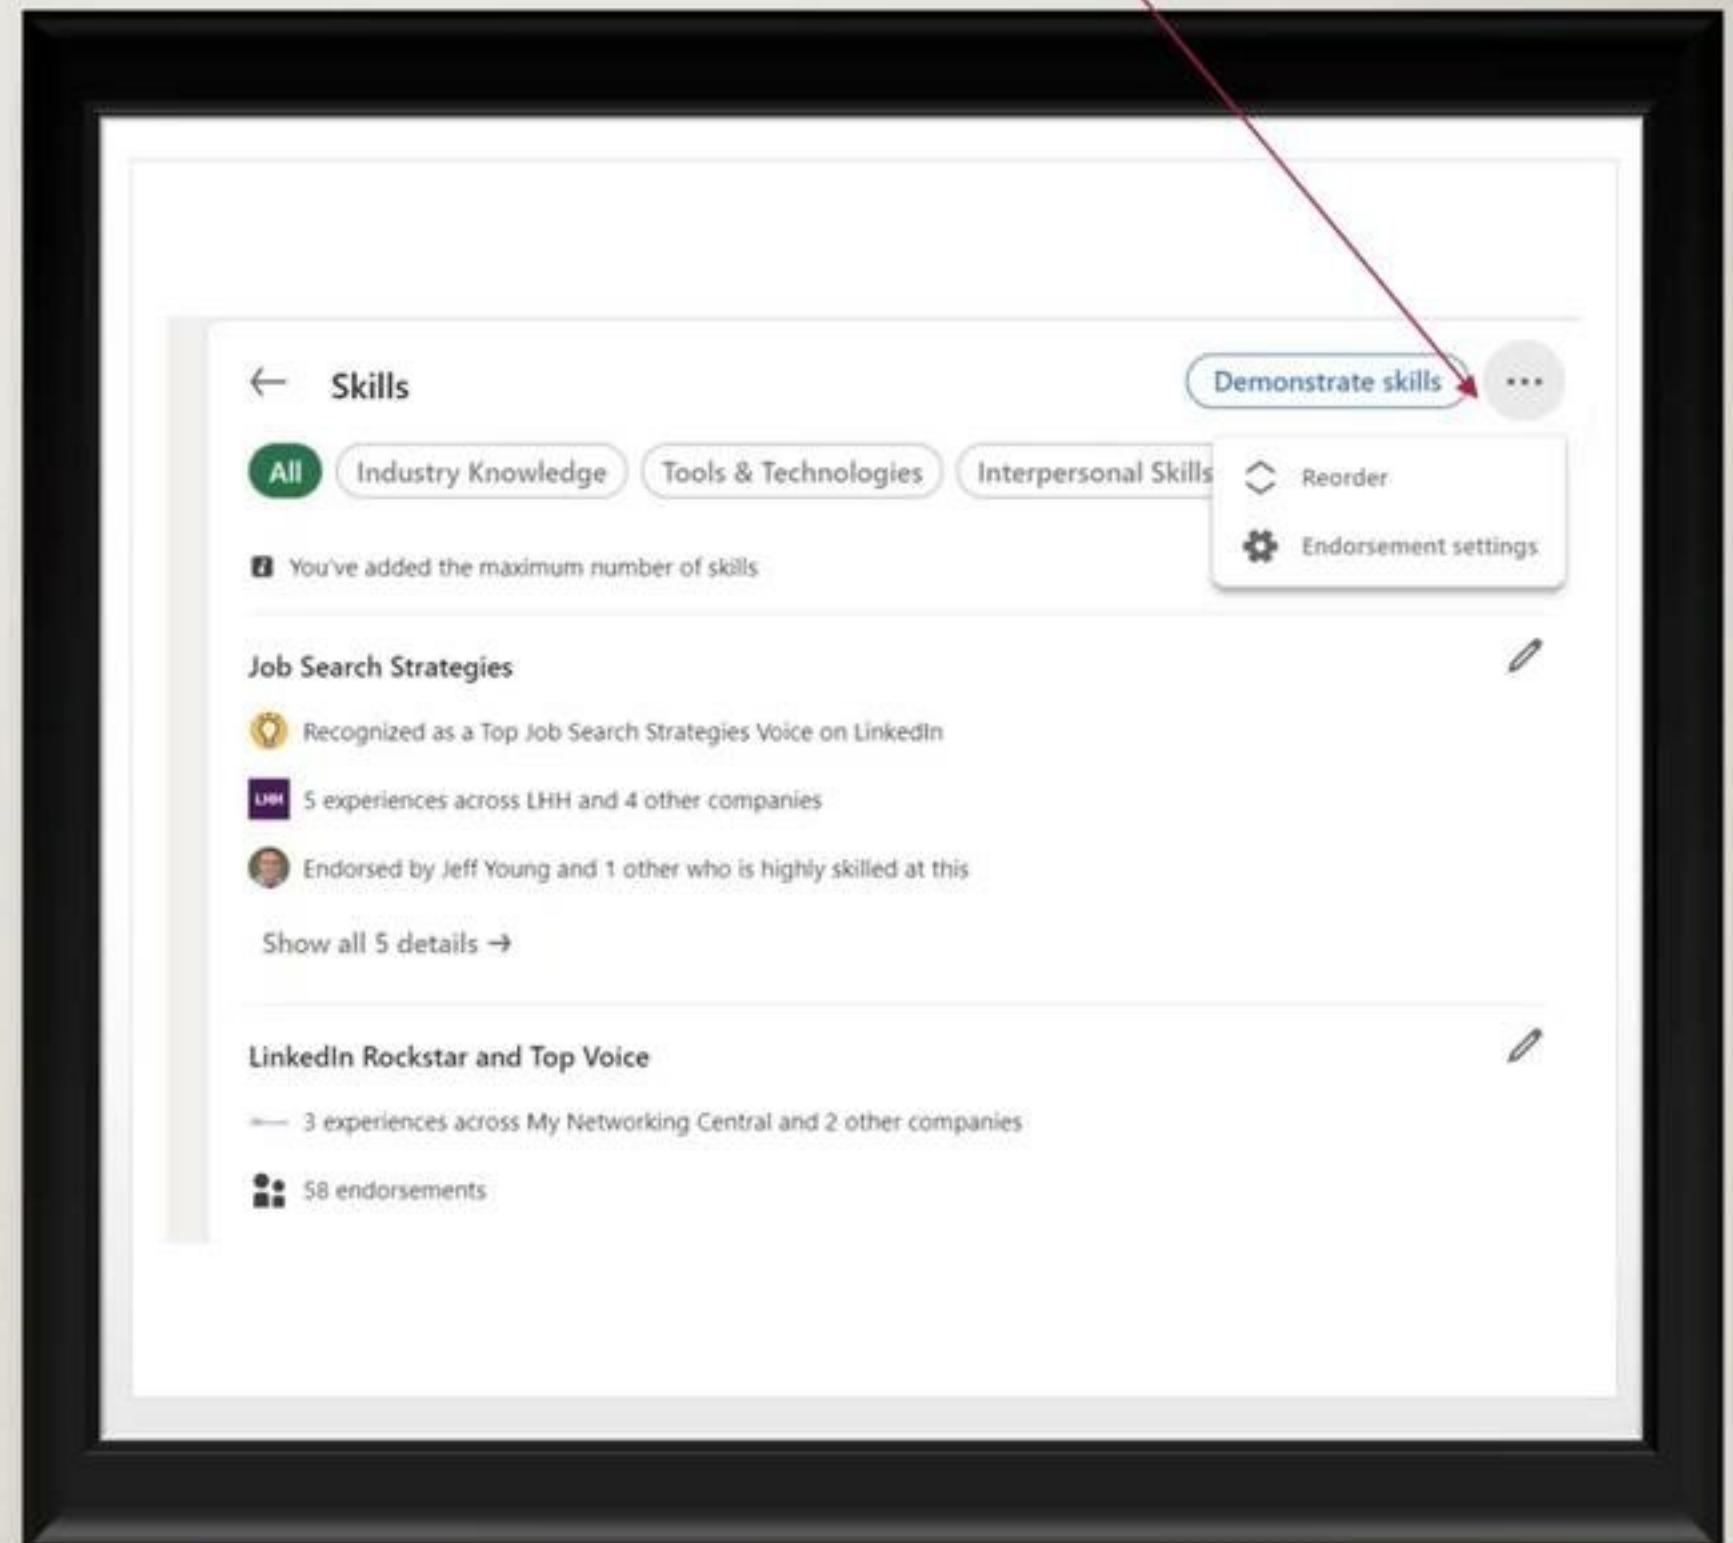 Skills
Demonstrate skills
All
Industry Knowledge
Tools & Technologies
Interpersonal Skills
Reorder
Endorsement settings
You've added the maximum number of skills
Job Search Strategies
Recognized as a Top Job Search Strategies Voice on LinkedIn
LHH
5 experiences across LHH and 4 other companies
Endorsed by Jeff Young and 1 other who is highly skilled at this
Show all 5 details →
LinkedIn Rockstar and Top Voice
3 experiences across My Networking Central and 2 other companies
58 endorsements